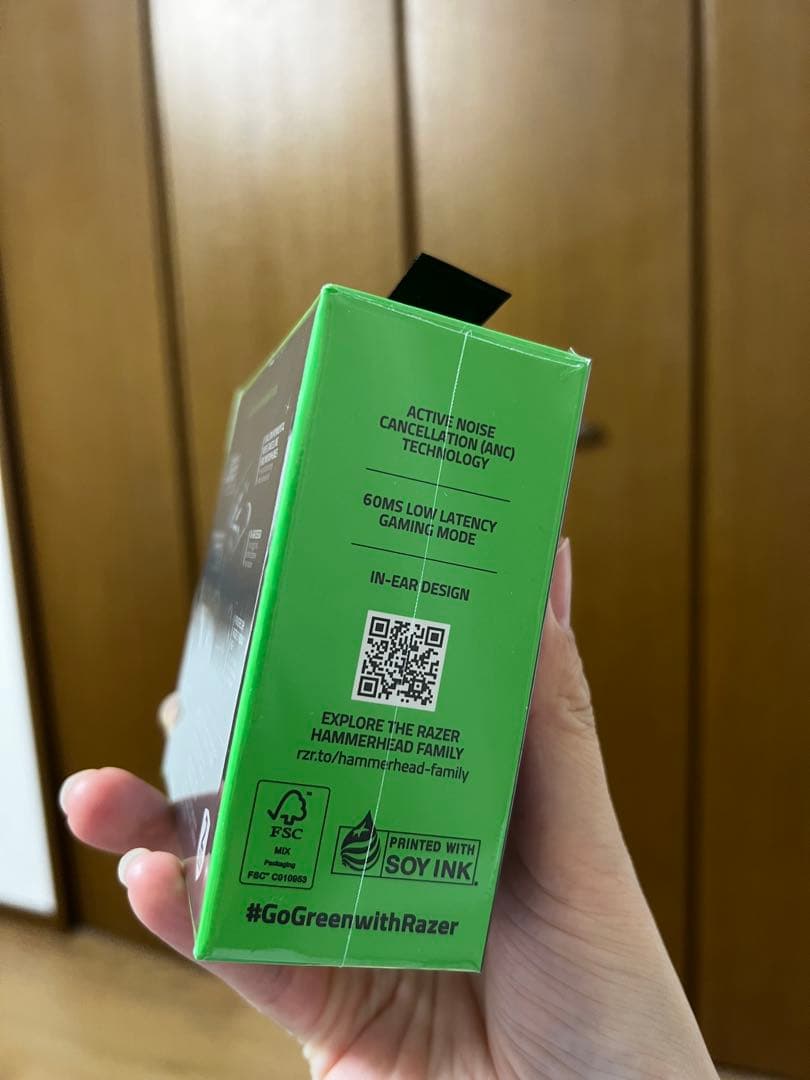 ACTIVE NOISE
CANCELLATION (ANC)
TECHNOLOGY
60MS LOW LATENCY
GAMING MODE
IN-EAR DESIGN
EXPLORE THE RAZER
HAMMERHEAD FAMILY
rzr.to/hammerhead-family
FSC
MIX
Packaging
FSC™ C010953
PRINTED WITH
SOY INK
#GoGreenwithRazer